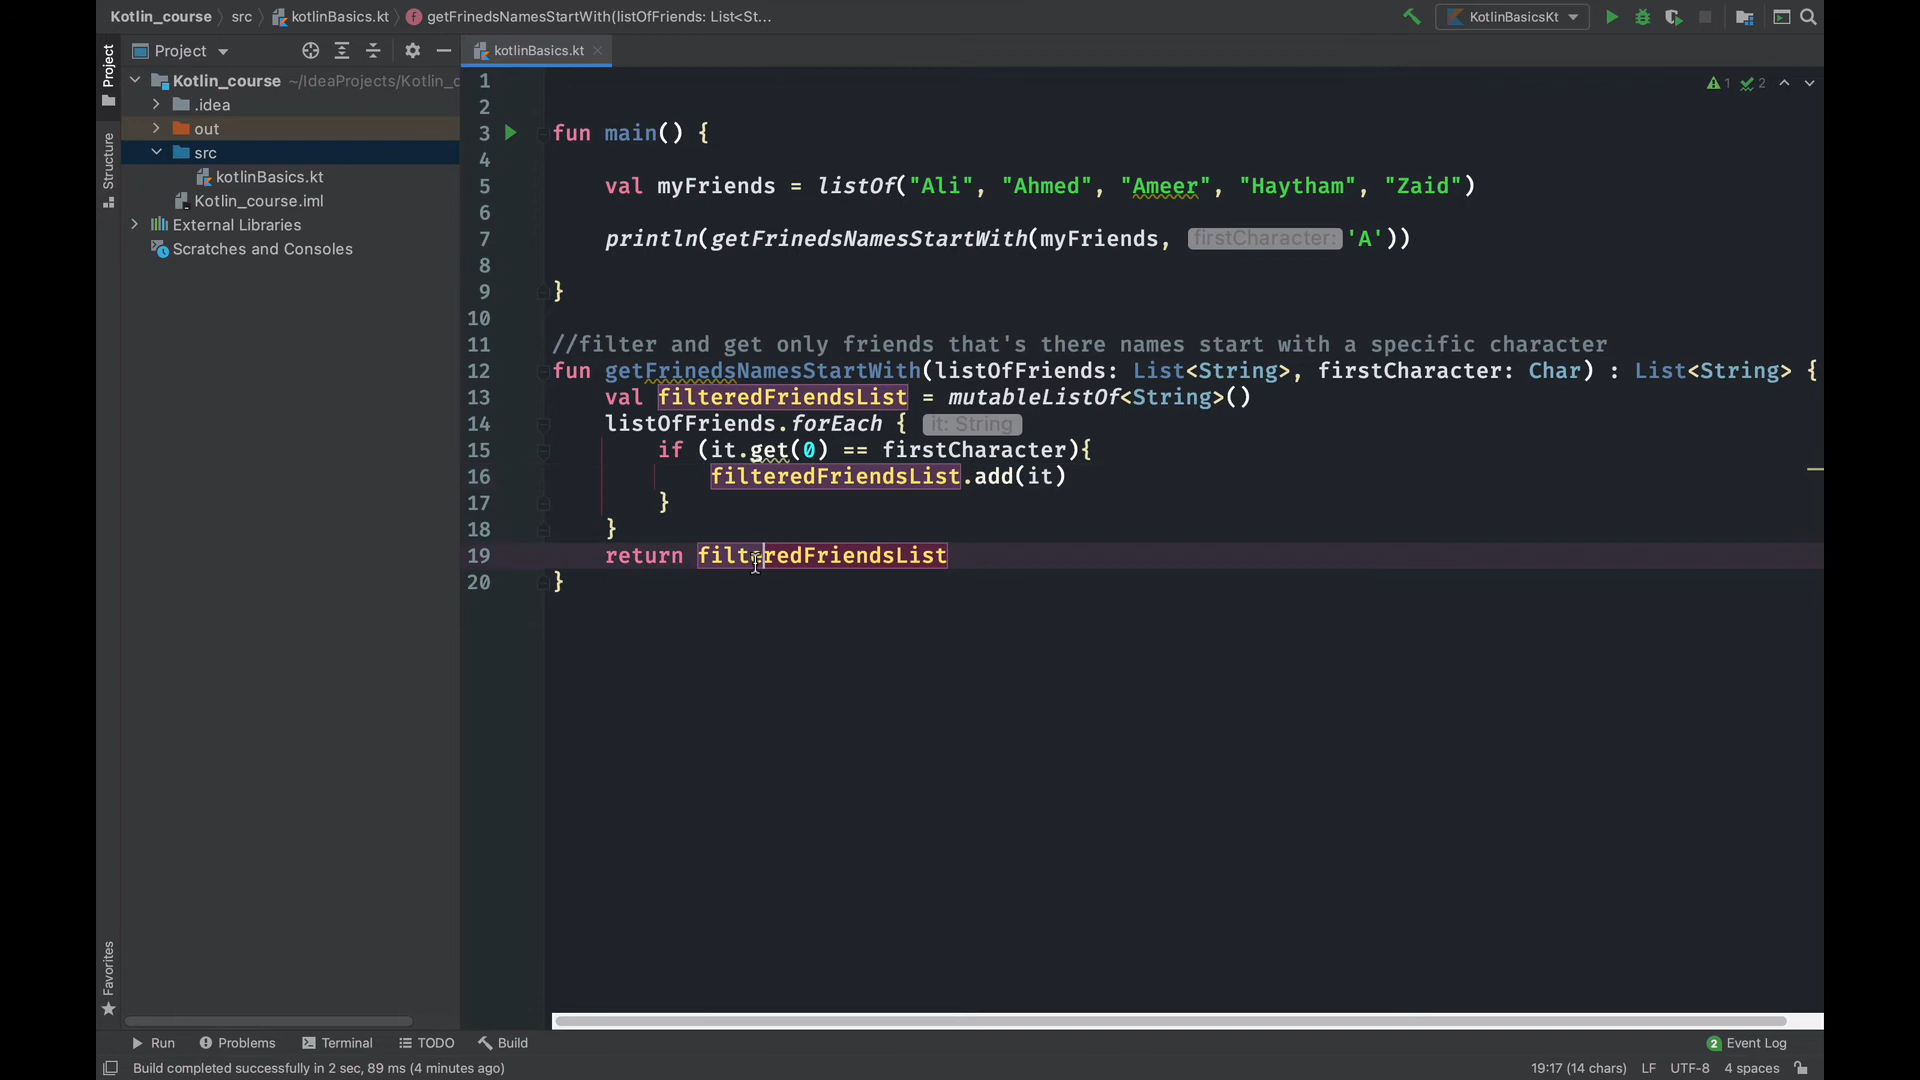 Kotlin_course src kotlinBasics.kt getFrinedsNamesStartWith(listOfFriends: List<St... KotlinBasicsKt
Project
Project
Structure
Favorites
Kotlin_course ~/IdeaProjects/Kotlin_c
.idea
out
src
kotlinBasics.kt
Kotlin_course.iml
External Libraries
Scratches and Consoles
kotlinBasics.kt
1 2
1
2
3 fun main() {
4
5 val myFriends = listOf("Ali", "Ahmed", "Ameer", "Haytham", "Zaid")
6
7 println(getFrinedsNamesStartWith(myFriends, firstCharacter: 'A'))
8
9 }
10
11 //filter and get only friends that's there names start with a specific character
12 fun getFrinedsNamesStartWith(listOfFriends: List<String>, firstCharacter: Char) : List<String> {
13 val filteredFriendsList = mutableListOf<String>()
14 listOfFriends.forEach { it: String
15 if (it.get(0) == firstCharacter){
16 filteredFriendsList.add(it)
17 }
18 }
19 return filteredFriendsList
20 }
Run Problems Terminal TODO Build 2 Event Log
Build completed successfully in 2 sec, 89 ms (4 minutes ago) 19:17 (14 chars) LF UTF-8 4 spaces